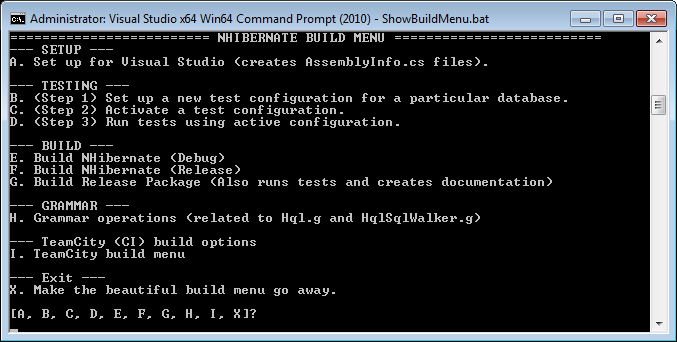 Administrator: Visual Studio x64 Win64 Command Prompt (2010) - ShowBuildMenu.bat
========================= NHIBERNATE BUILD MENU ==========================
--- SETUP ---
A. Set up for Visual Studio (creates AssemblyInfo.cs files).
--- TESTING ---
B. (Step 1) Set up a new test configuration for a particular database.
C. (Step 2) Activate a test configuration.
D. (Step 3) Run tests using active configuration.
--- BUILD ---
E. Build NHibernate (Debug)
F. Build NHibernate (Release)
G. Build Release Package (Also runs tests and creates documentation)
--- GRAMMAR ---
H. Grammar operations (related to Hql.g and HqlSqlWalker.g)
--- TeamCity (CI) build options
I. TeamCity build menu
--- Exit ---
X. Make the beautiful build menu go away.
[A, B, C, D, E, F, G, H, I, X]?